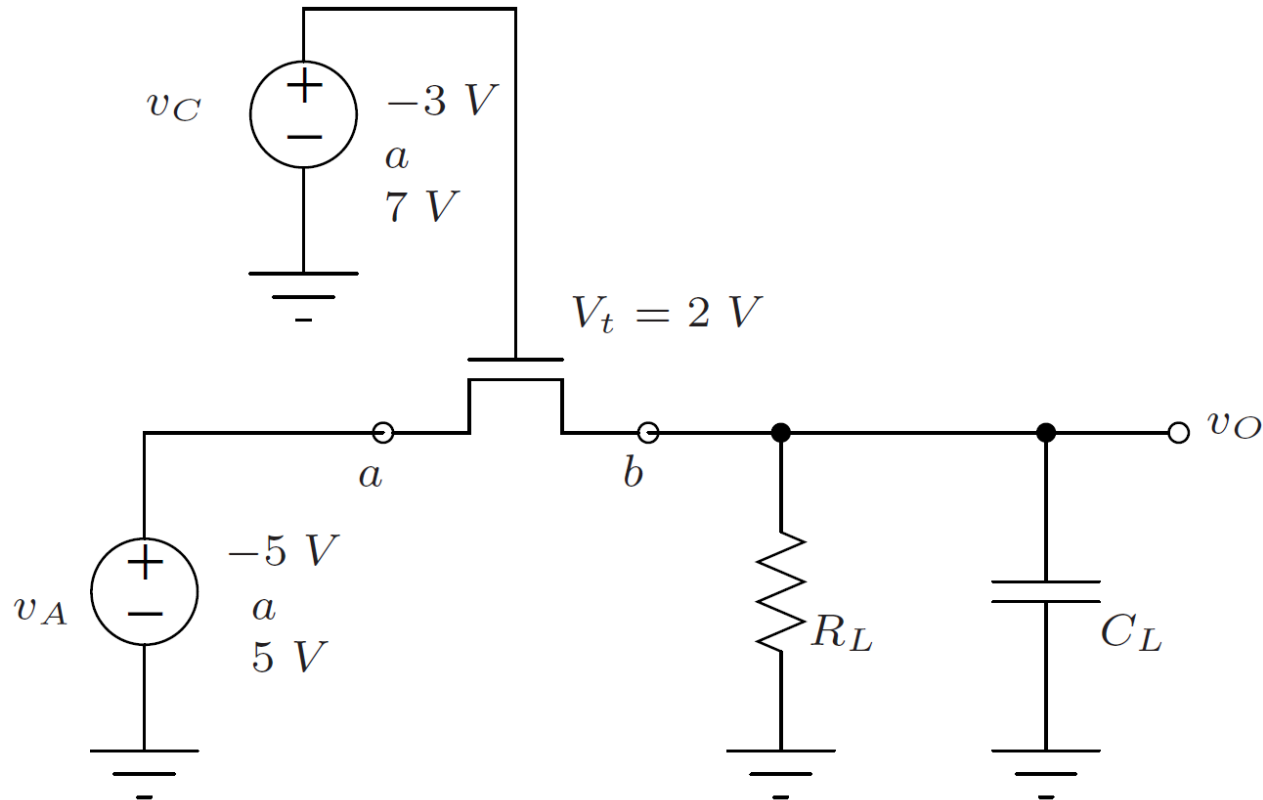 v_C
+
−
−3 V
a
7 V
V_t = 2 V
a
b
v_O
v_A
+
−
−5 V
a
5 V
R_L
C_L